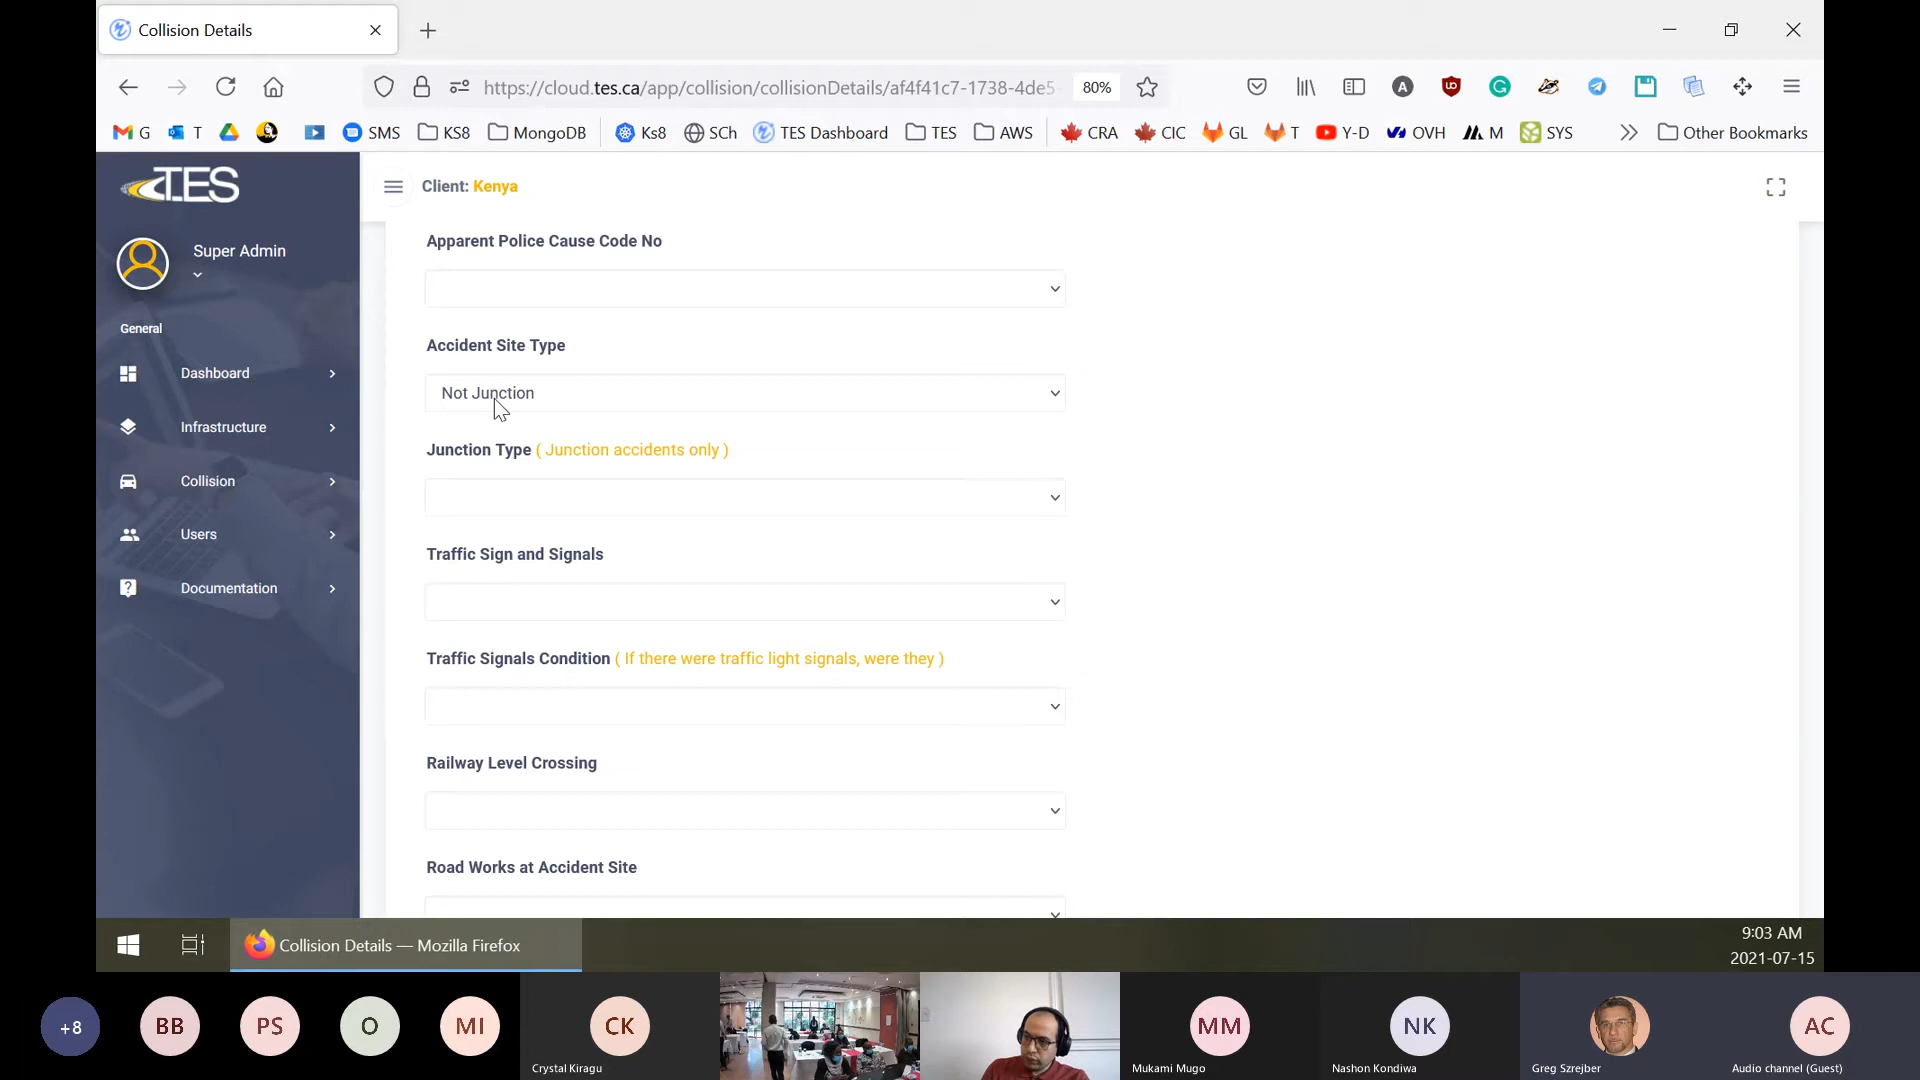 Collision Details
https://cloud.tes.ca/app/collision/collisionDetails/af4f41c7-1738-4de5-
80%
G
T
SMS
KS8
MongoDB
Ks8
SCh
TES Dashboard
TES
AWS
CRA
CIC
GL
T
Y-D
OVH
M
SYS
Other Bookmarks
TES
Client: Kenya
Super Admin
General
Dashboard
Infrastructure
Collision
Users
Documentation
Apparent Police Cause Code No
Accident Site Type
Not Junction
Junction Type ( Junction accidents only )
Traffic Sign and Signals
Traffic Signals Condition ( If there were traffic light signals, were they )
Railway Level Crossing
Road Works at Accident Site
Collision Details — Mozilla Firefox
9:03 AM
2021-07-15
+8
BB
PS
O
MI
CK
Crystal Kiragu
MM
Mukami Mugo
NK
Nashon Kondiwa
Greg Szrejber
AC
Audio channel (Guest)